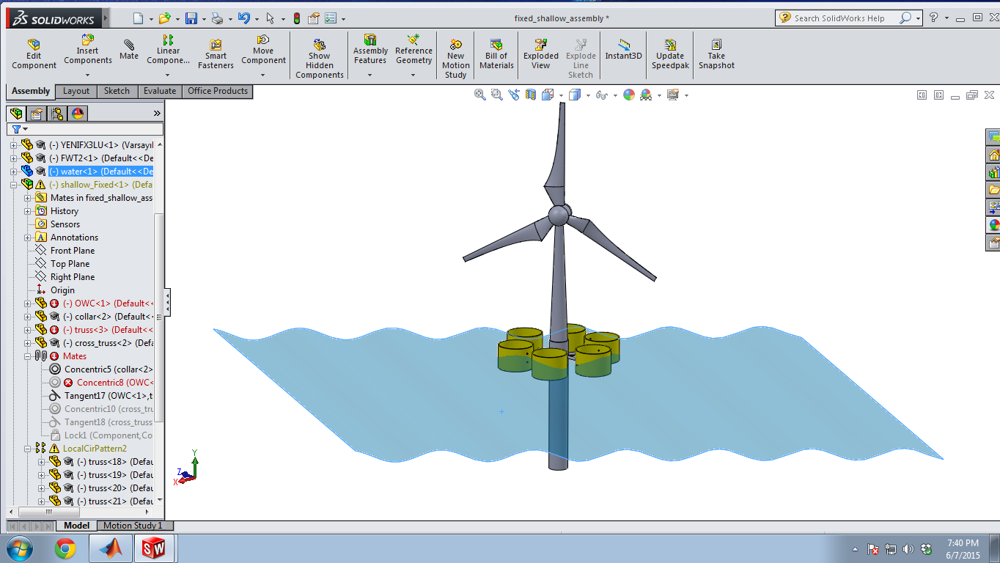 SOLIDWORKS
fixed_shallow_assembly *
Search SolidWorks Help
Edit Component
Insert Components
Mate
Linear Compone...
Smart Fasteners
Move Component
Show Hidden Components
Assembly Features
Reference Geometry
New Motion Study
Bill of Materials
Exploded View
Explode Line Sketch
Instant3D
Update Speedpak
Take Snapshot
Assembly
Layout
Sketch
Evaluate
Office Products
(-) YENIFX3LU<1> (Varsayıl
(-) FWT2<1> (Default<<De
(-) water<1> (Default<<De
(-) shallow_Fixed<1> (Defa
Mates in fixed_shallow_ass
History
Sensors
A Annotations
Front Plane
Top Plane
Right Plane
Origin
(-) OWC<1> (Default<<
(-) collar<2> (Default<
(-) truss<3> (Default<<
(-) cross_truss<2> (Defa
Mates
Concentric5 (collar<2>
Concentric8 (OWC<
Tangent17 (OWC<1>,t
Concentric10 (cross_tru
Tangent18 (cross_truss
Lock1 (Component,Co
LocalCirPattern2
(-) truss<18> (Defau
(-) truss<19> (Defau
(-) truss<20> (Defau
(-) truss<21> (Defau
Y
Z
X
Model
Motion Study 1
SW
7:40 PM
6/7/2015